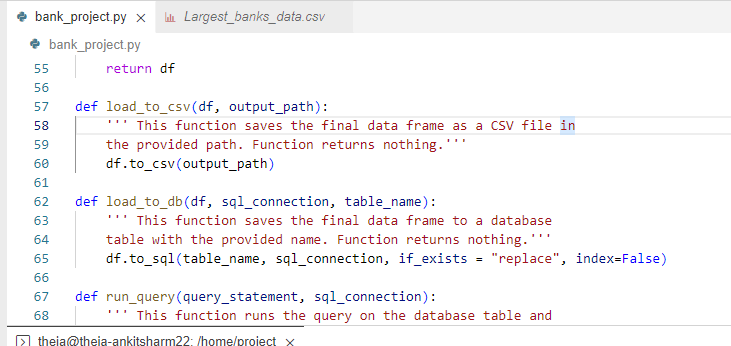 bank_project.py × Largest_banks_data.csv
bank_project.py
55 return df
56
57 def load_to_csv(df, output_path):
58 ''' This function saves the final data frame as a CSV file in
59 the provided path. Function returns nothing.'''
60 df.to_csv(output_path)
61
62 def load_to_db(df, sql_connection, table_name):
63 ''' This function saves the final data frame to a database
64 table with the provided name. Function returns nothing.'''
65 df.to_sql(table_name, sql_connection, if_exists = "replace", index=False)
66
67 def run_query(query_statement, sql_connection):
68 ''' This function runs the query on the database table and
theia@theia-ankitsharm22: /home/project ×